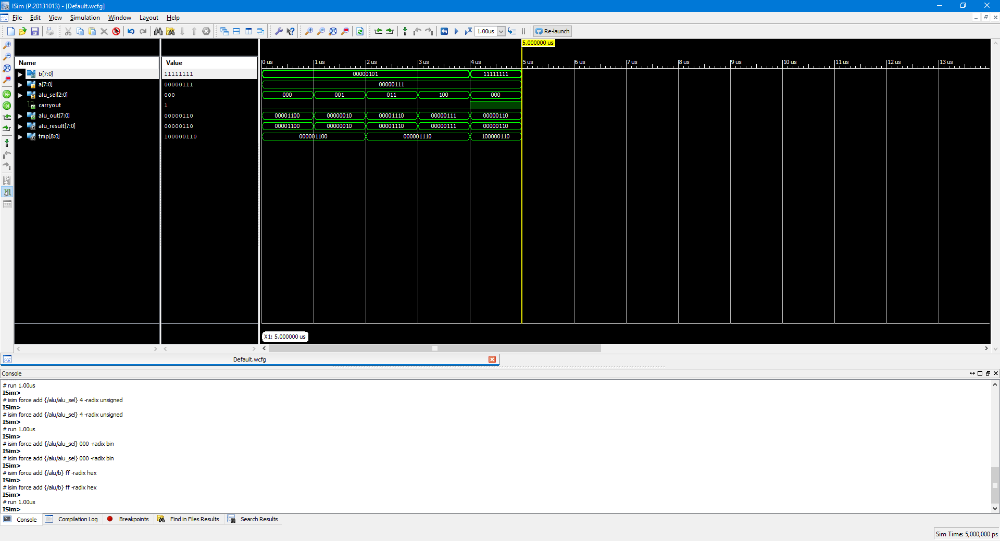 ISim (P.20131013) - [Default.wcfg]
File Edit View Simulation Window Layout Help
1.00us Re-launch
5.000000 us
Name Value
0 us 1 us 2 us 3 us 4 us 5 us 6 us 7 us 8 us 9 us 10 us 11 us 12 us 13 us
b[7:0] 11111111 00000101 11111111
a[7:0] 00000111 00000111
alu_sel[2:0] 000 000 001 011 100 000
carryout 1
alu_out[7:0] 00000110 00001100 00000010 00001110 00000111 00000110
alu_result[7:0] 00000110 00001100 00000010 00001110 00000111 00000110
tmp[8:0] 100000110 000001100 000001110 100000110
X1: 5.000000 us
Default.wcfg
Console
# run 1.00us
ISim>
# isim force add {/alu/alu_sel} 4 -radix unsigned
ISim>
# isim force add {/alu/alu_sel} 4 -radix unsigned
ISim>
# run 1.00us
ISim>
# isim force add {/alu/alu_sel} 000 -radix bin
ISim>
# isim force add {/alu/alu_sel} 000 -radix bin
ISim>
# isim force add {/alu/b} ff -radix hex
ISim>
# isim force add {/alu/b} ff -radix hex
ISim>
# run 1.00us
ISim>
Console Compilation Log Breakpoints Find in Files Results Search Results
Sim Time: 5,000,000 ps